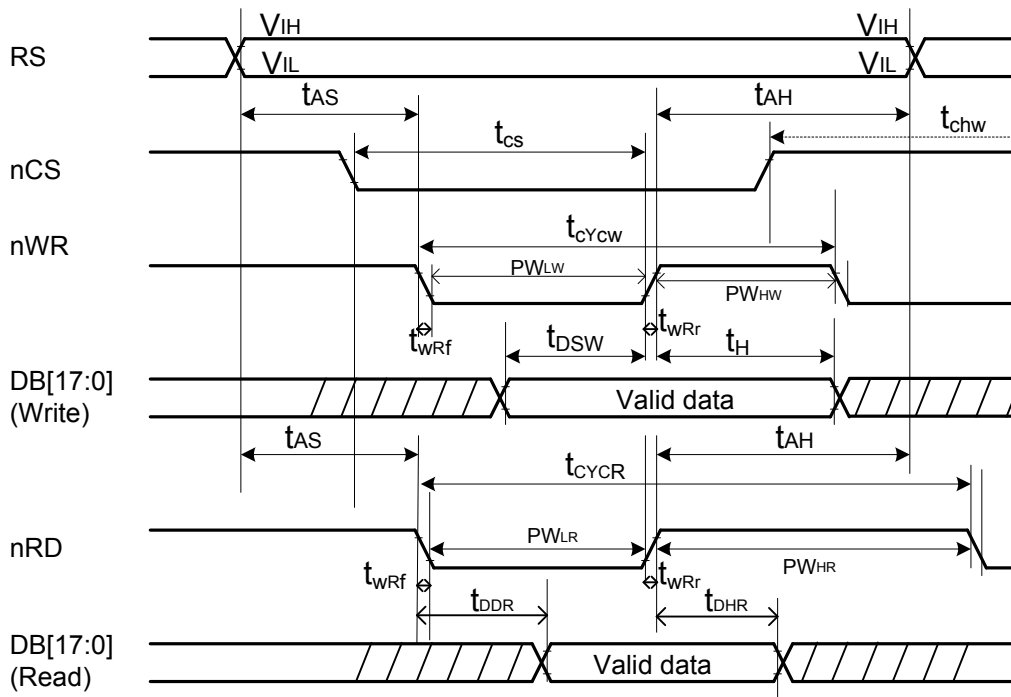 RS
VIH
VIH
VIL
VIL
tAS
tAH
tcs
tchw
nCS
tcYcw
nWR
PWLW
PWHW
twRf
twRr
tDSW
tH
DB[17:0]
(Write)
Valid data
tAS
tAH
tCYCR
nRD
PWLR
PWHR
twRf
twRr
tDDR
tDHR
DB[17:0]
(Read)
Valid data